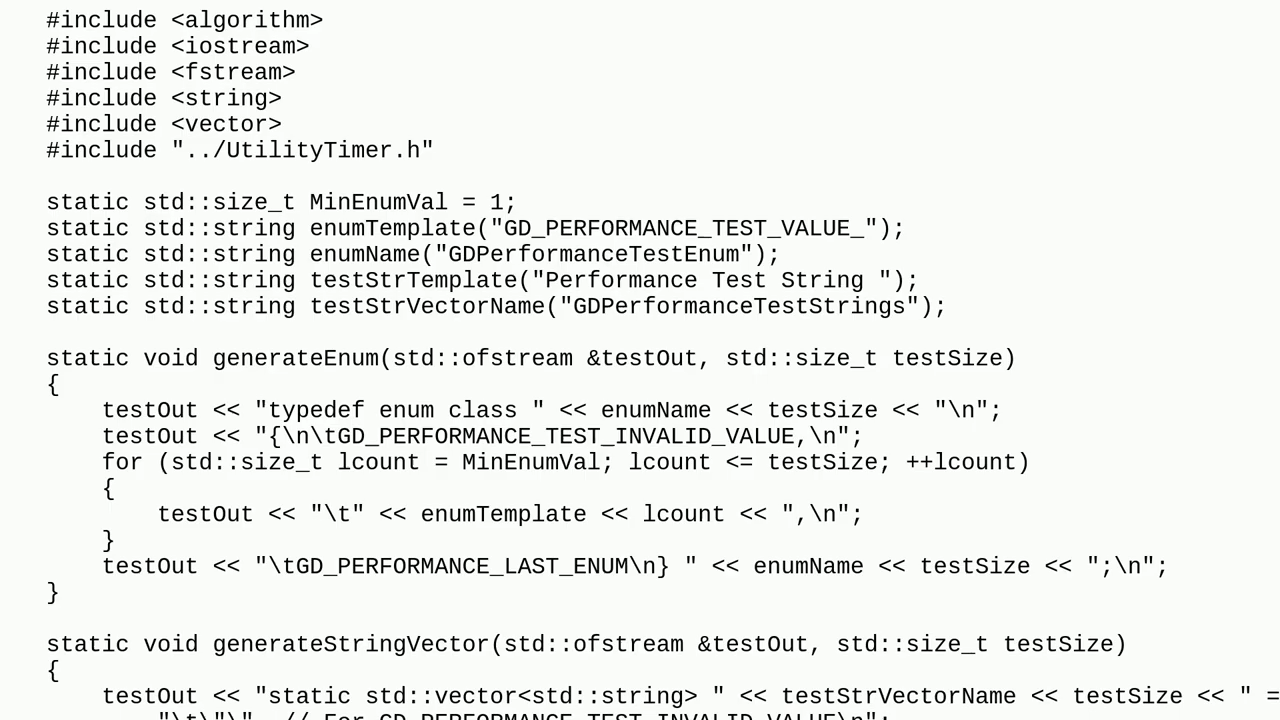 #include <algorithm>
#include <iostream>
#include <fstream>
#include <string>
#include <vector>
#include "../UtilityTimer.h"

static std::size_t MinEnumVal = 1;
static std::string enumTemplate("GD_PERFORMANCE_TEST_VALUE_");
static std::string enumName("GDPerformanceTestEnum");
static std::string testStrTemplate("Performance Test String ");
static std::string testStrVectorName("GDPerformanceTestStrings");

static void generateEnum(std::ofstream &testOut, std::size_t testSize)
{
    testOut << "typedef enum class " << enumName << testSize << "\n";
    testOut << "{\n\tGD_PERFORMANCE_TEST_INVALID_VALUE,\n";
    for (std::size_t lcount = MinEnumVal; lcount <= testSize; ++lcount)
    {
        testOut << "\t" << enumTemplate << lcount << ",\n";
    }
    testOut << "\tGD_PERFORMANCE_LAST_ENUM\n} " << enumName << testSize << ";\n";
}

static void generateStringVector(std::ofstream &testOut, std::size_t testSize)
{
    testOut << "static std::vector<std::string> " << testStrVectorName << testSize << " =
        "\t\"\", // For GD_PERFORMANCE_TEST_INVALID_VALUE\n";